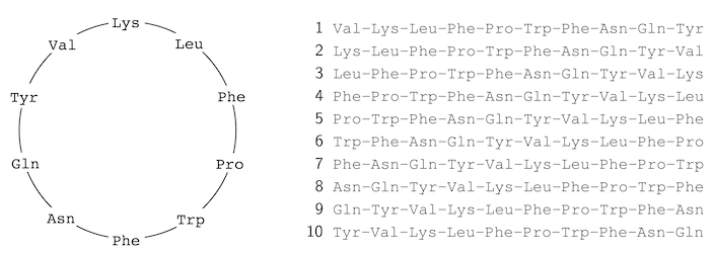 Lys
Val
Leu
Tyr
Phe
Gln
Pro
Asn
Trp
Phe
1 Val–Lys–Leu–Phe–Pro–Trp–Phe–Asn–Gln–Tyr
2 Lys–Leu–Phe–Pro–Trp–Phe–Asn–Gln–Tyr–Val
3 Leu–Phe–Pro–Trp–Phe–Asn–Gln–Tyr–Val–Lys
4 Phe–Pro–Trp–Phe–Asn–Gln–Tyr–Val–Lys–Leu
5 Pro–Trp–Phe–Asn–Gln–Tyr–Val–Lys–Leu–Phe
6 Trp–Phe–Asn–Gln–Tyr–Val–Lys–Leu–Phe–Pro
7 Phe–Asn–Gln–Tyr–Val–Lys–Leu–Phe–Pro–Trp
8 Asn–Gln–Tyr–Val–Lys–Leu–Phe–Pro–Trp–Phe
9 Gln–Tyr–Val–Lys–Leu–Phe–Pro–Trp–Phe–Asn
10 Tyr–Val–Lys–Leu–Phe–Pro–Trp–Phe–Asn–Gln